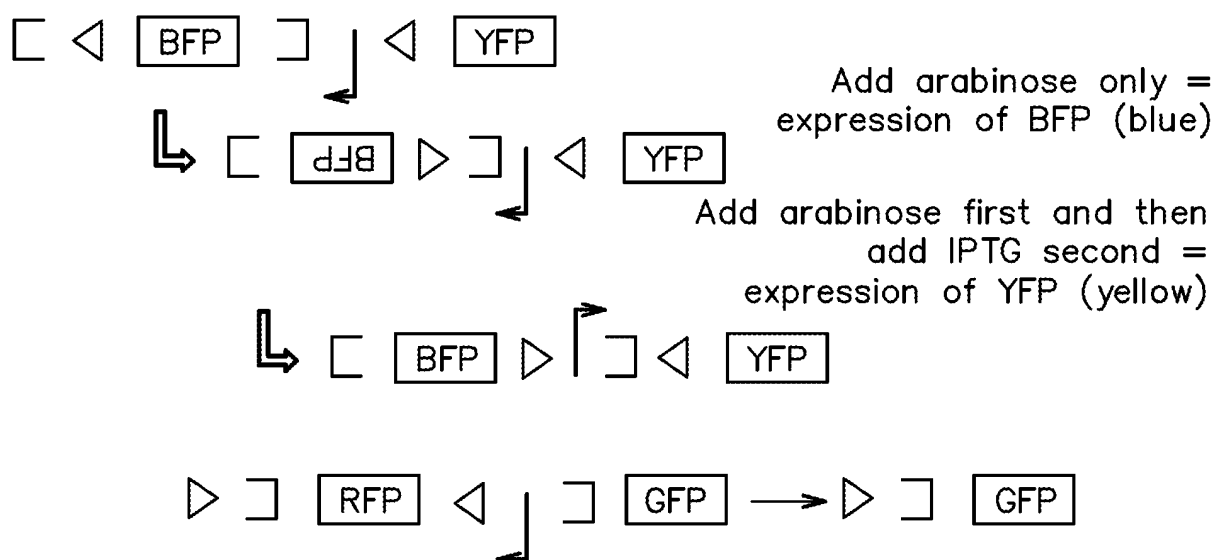 BFP YFP
Add arabinose only =
expression of BFP (blue)
BFP YFP
Add arabinose first and then
add IPTG second =
expression of YFP (yellow)
BFP YFP
RFP GFP GFP